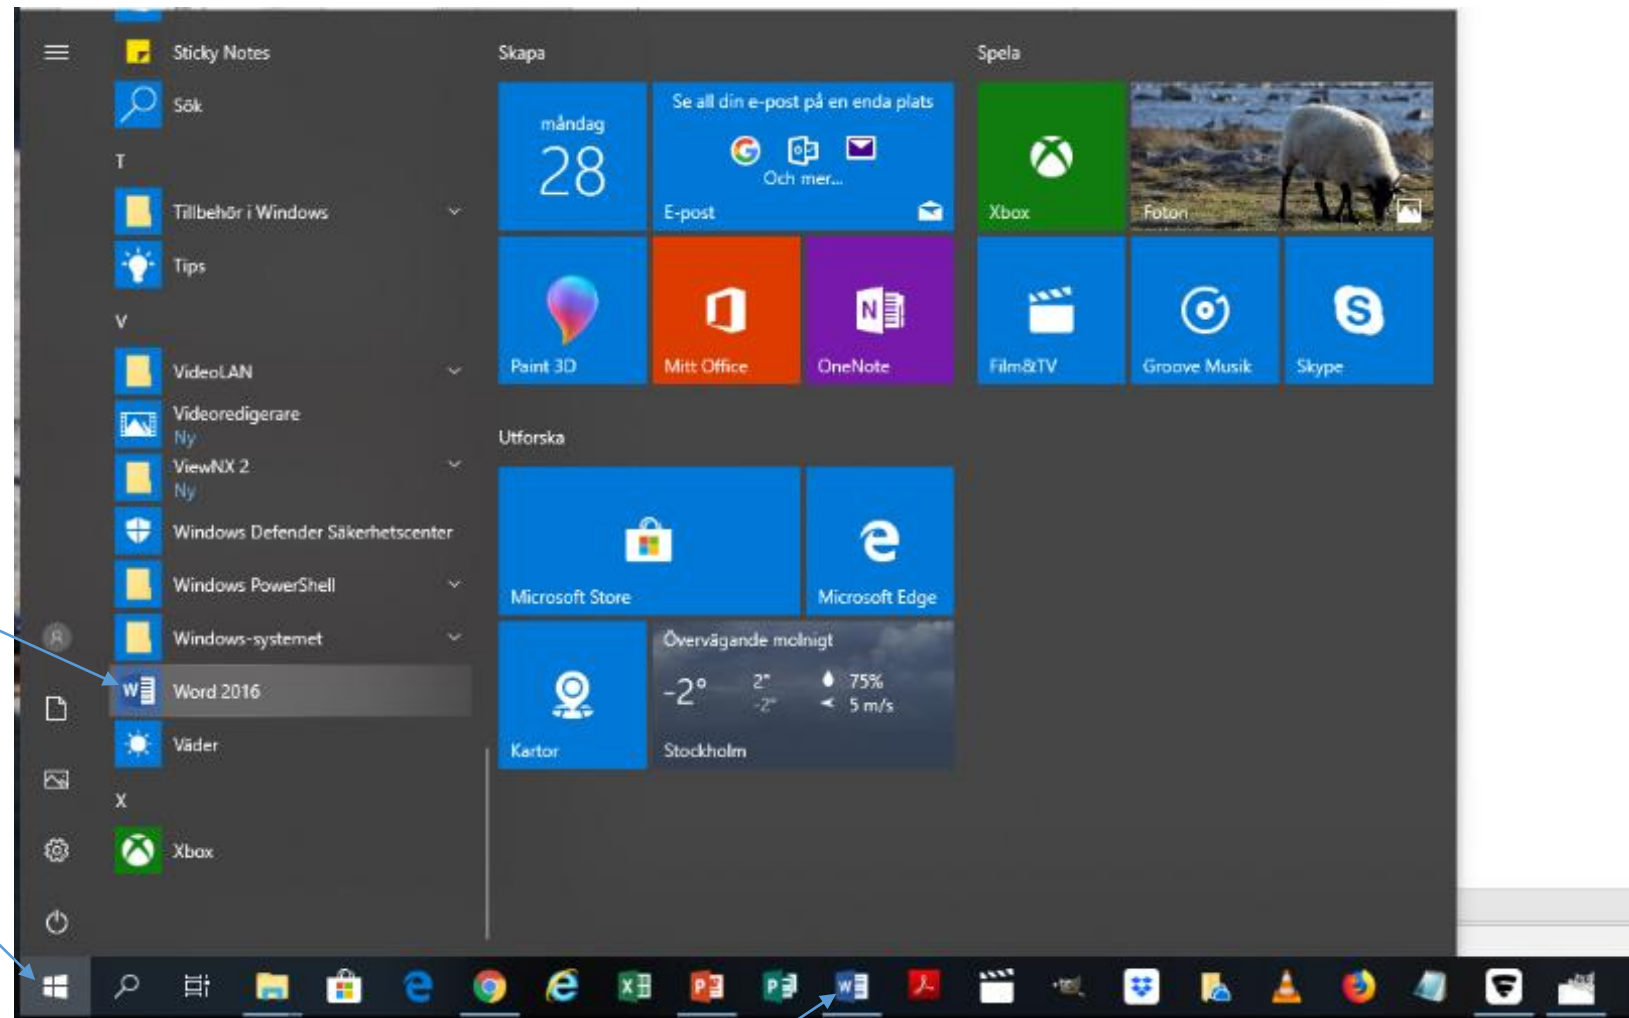 Sticky Notes
Sök
T
Tillbehör i Windows
Tips
V
VideoLAN
Videoredigerare
Ny
ViewNX 2
Ny
Windows Defender Säkerhetscenter
Windows PowerShell
Windows-systemet
Word 2016
Väder
X
Xbox
Skapa
måndag
28
Se all din e-post på en enda plats
Och mer...
E-post
Paint 3D
Mitt Office
OneNote
Spela
Xbox
Foton
Film&TV
Groove Musik
Skype
Utforska
Microsoft Store
Microsoft Edge
Kartor
Övervägande molnigt
-2° 2° 75%
-2° 5 m/s
Stockholm